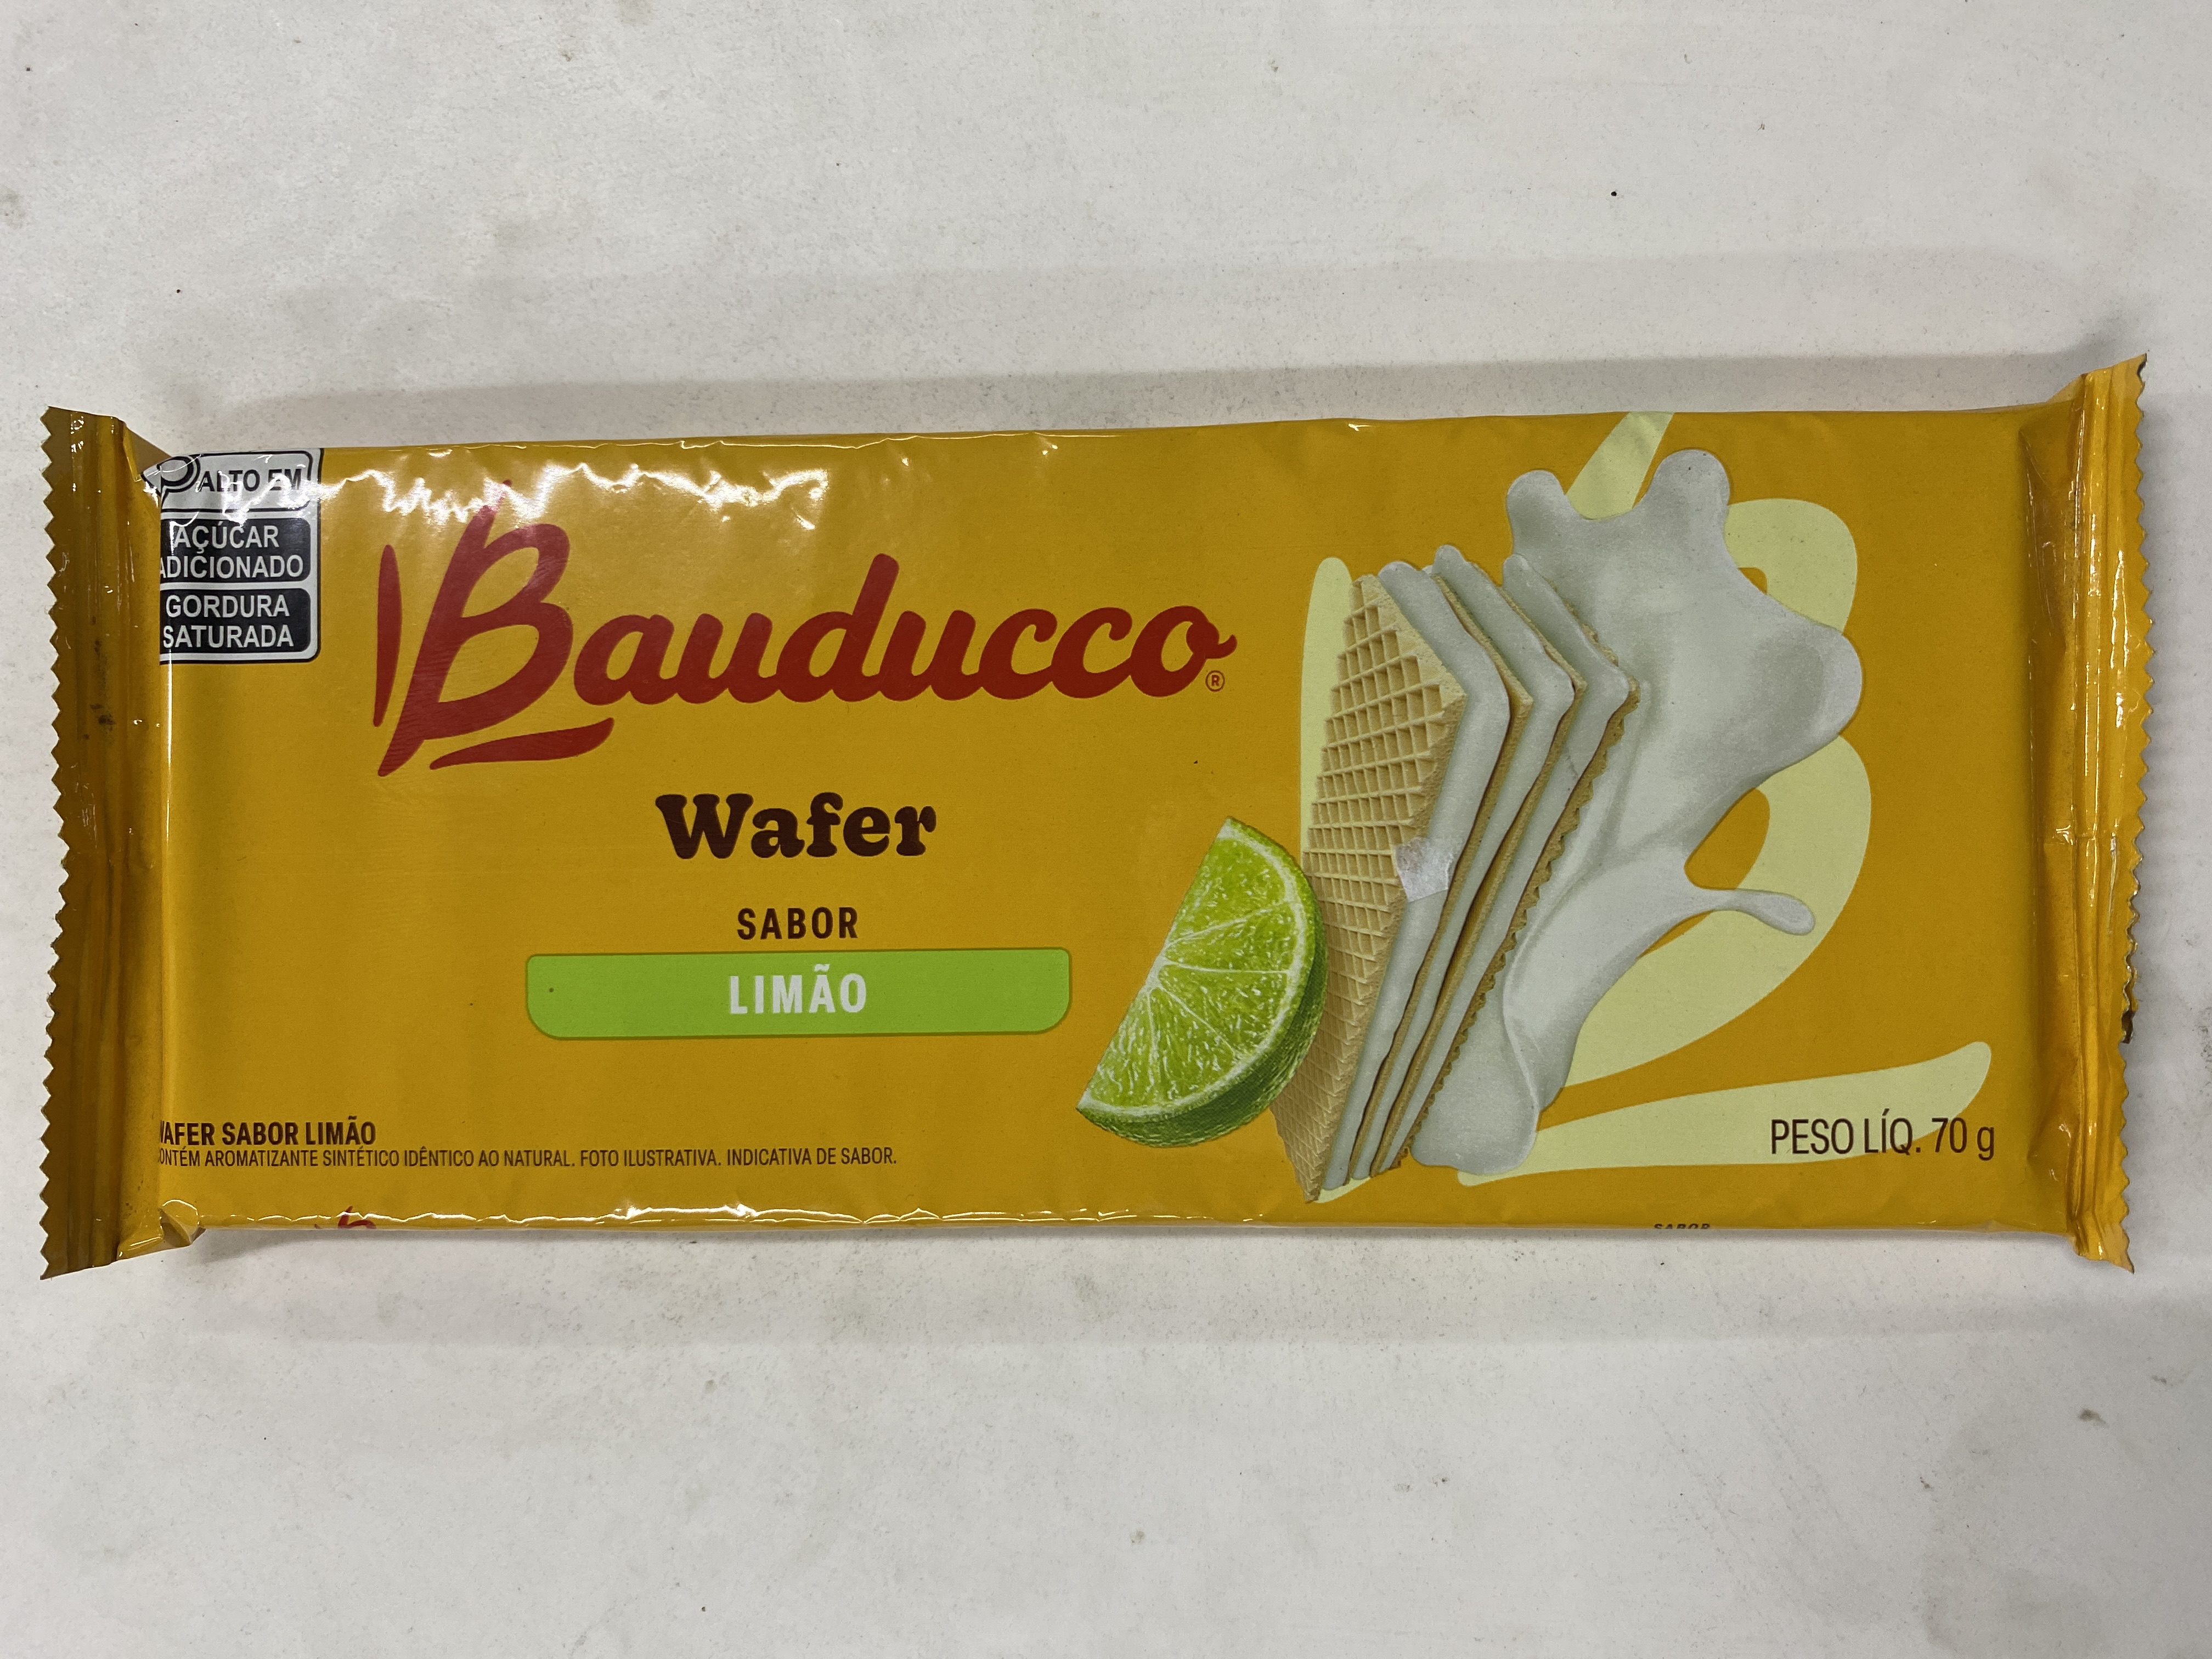 ALTO EM
AÇÚCAR
ADICIONADO
GORDURA
SATURADA
Bauducco®
Wafer
SABOR
LIMÃO
WAFER SABOR LIMÃO
CONTÉM AROMATIZANTE SINTÉTICO IDÊNTICO AO NATURAL. FOTO ILUSTRATIVA. INDICATIVA DE SABOR.
PESO LÍQ. 70 g
SABOR